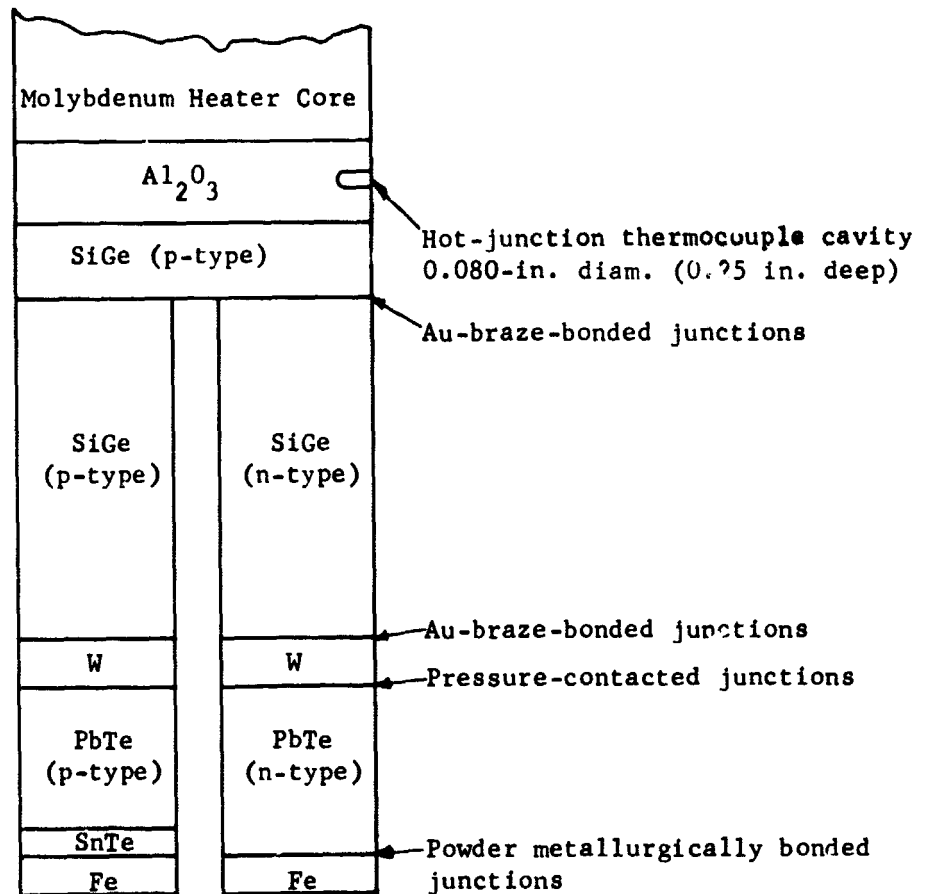 Molybdenum Heater Core
Al2O3
Hot-junction thermocouple cavity
0.080-in. diam. (0.?5 in. deep)
SiGe (p-type)
Au-braze-bonded junctions
SiGe
(p-type)
SiGe
(n-type)
Au-braze-bonded junctions
W
W
Pressure-contacted junctions
PbTe
(p-type)
PbTe
(n-type)
SnTe
Powder metallurgically bonded
junctions
Fe
Fe